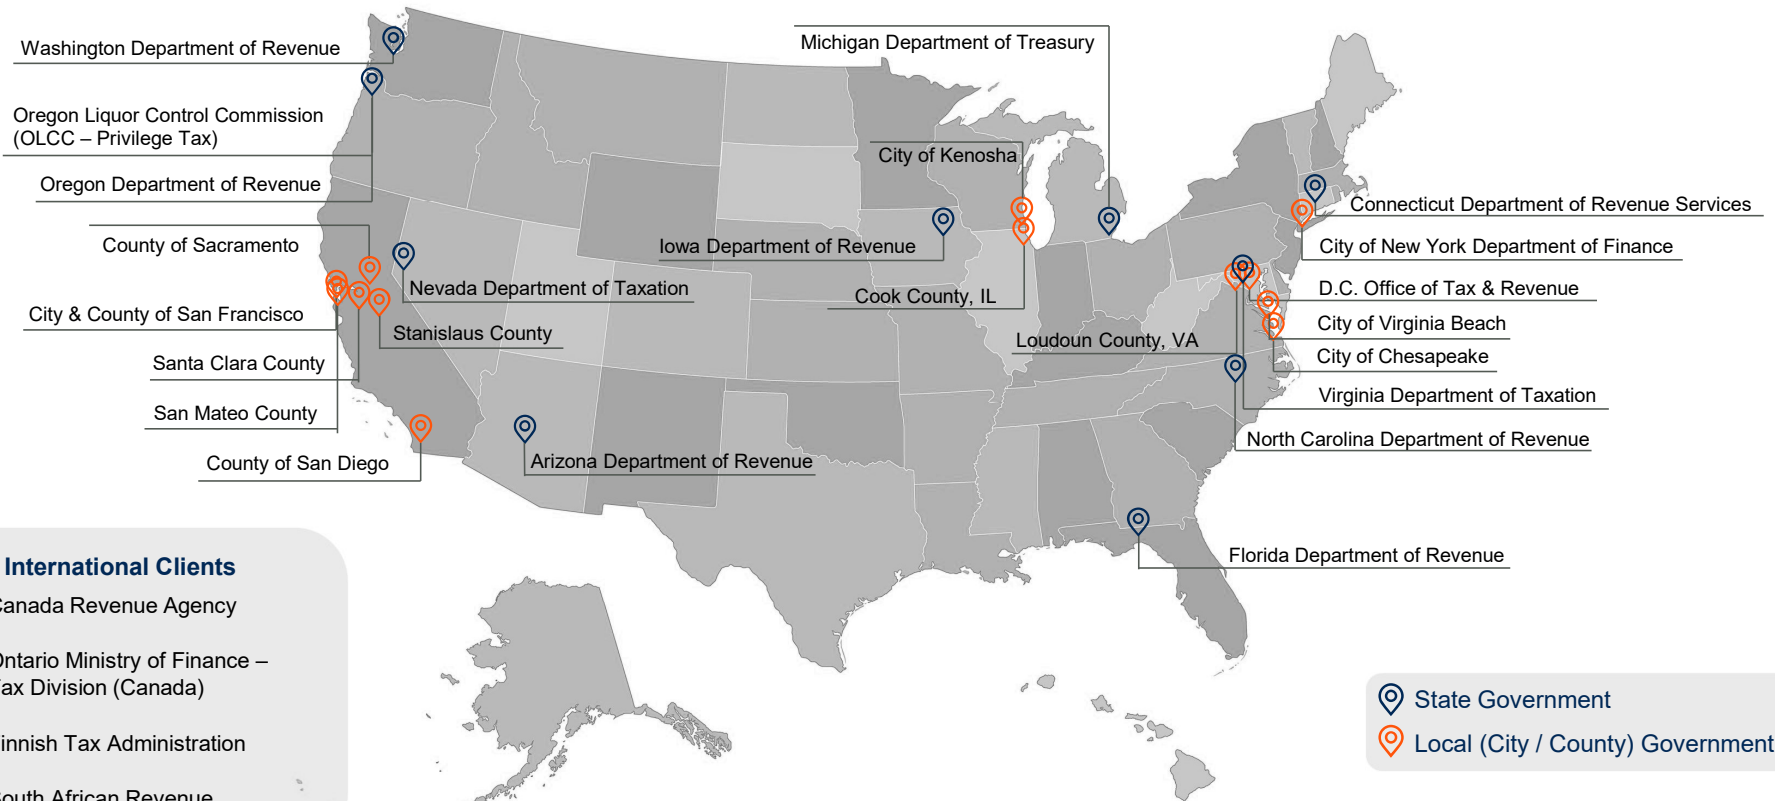 Washington Department of Revenue
Michigan Department of Treasury
Oregon Liquor Control Commission
(OLCC – Privilege Tax)
City of Kenosha
Oregon Department of Revenue
Connecticut Department of Revenue Services
County of Sacramento
Iowa Department of Revenue
City of New York Department of Finance
Nevada Department of Taxation
Cook County, IL
D.C. Office of Tax & Revenue
City & County of San Francisco
Stanislaus County
Loudoun County, VA
City of Virginia Beach
Santa Clara County
City of Chesapeake
San Mateo County
Virginia Department of Taxation
County of San Diego
Arizona Department of Revenue
North Carolina Department of Revenue
Florida Department of Revenue
International Clients
Canada Revenue Agency
Ontario Ministry of Finance –
Tax Division (Canada)
Finnish Tax Administration
South African Revenue
State Government
Local (City / County) Government